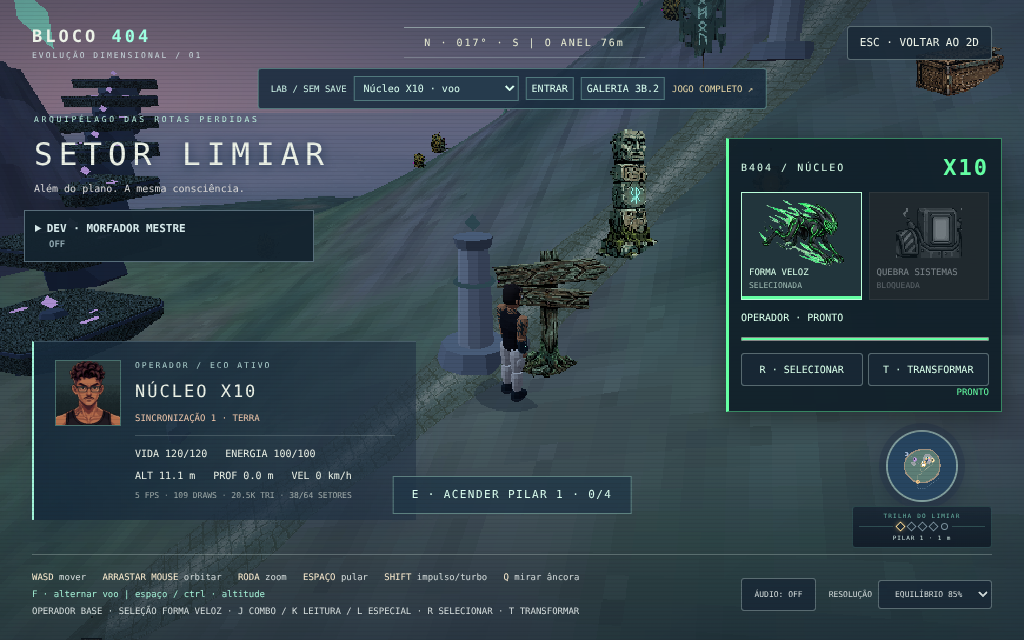 BLOCO 404
EVOLUÇÃO DIMENSIONAL / 01
N · 017° · S | O ANEL 76m
ESC · VOLTAR AO 2D
LAB / SEM SAVE
Núcleo X10 · voo
ENTRAR
GALERIA 3B.2
JOGO COMPLETO ↗
ARQUIPÉLAGO DAS ROTAS PERDIDAS
SETOR LIMIAR
Além do plano. A mesma consciência.
▶ DEV · MORFADOR MESTRE
OFF
B404 / NÚCLEO
X10
FORMA VELOZ
SELECIONADA
QUEBRA SISTEMAS
BLOQUEADA
OPERADOR · PRONTO
R · SELECIONAR
T · TRANSFORMAR
PRONTO
OPERADOR / ECO ATIVO
NÚCLEO X10
SINCRONIZAÇÃO 1 · TERRA
VIDA 120/120 ENERGIA 100/100
ALT 11.1 m PROF 0.0 m VEL 0 km/h
5 FPS · 109 DRAWS · 20.5K TRI · 38/64 SETORES
E · ACENDER PILAR 1 · 0/4
TRILHA DO LIMIAR
PILAR 1 · 1 m
WASD mover ARRASTAR MOUSE orbitar RODA zoom ESPAÇO pular SHIFT impulso/turbo Q mirar âncora
F · alternar voo | espaço / ctrl · altitude
OPERADOR BASE · SELEÇÃO FORMA VELOZ · J COMBO / K LEITURA / L ESPECIAL · R SELECIONAR · T TRANSFORMAR
ÁUDIO: OFF
RESOLUÇÃO
EQUILÍBRIO 85%